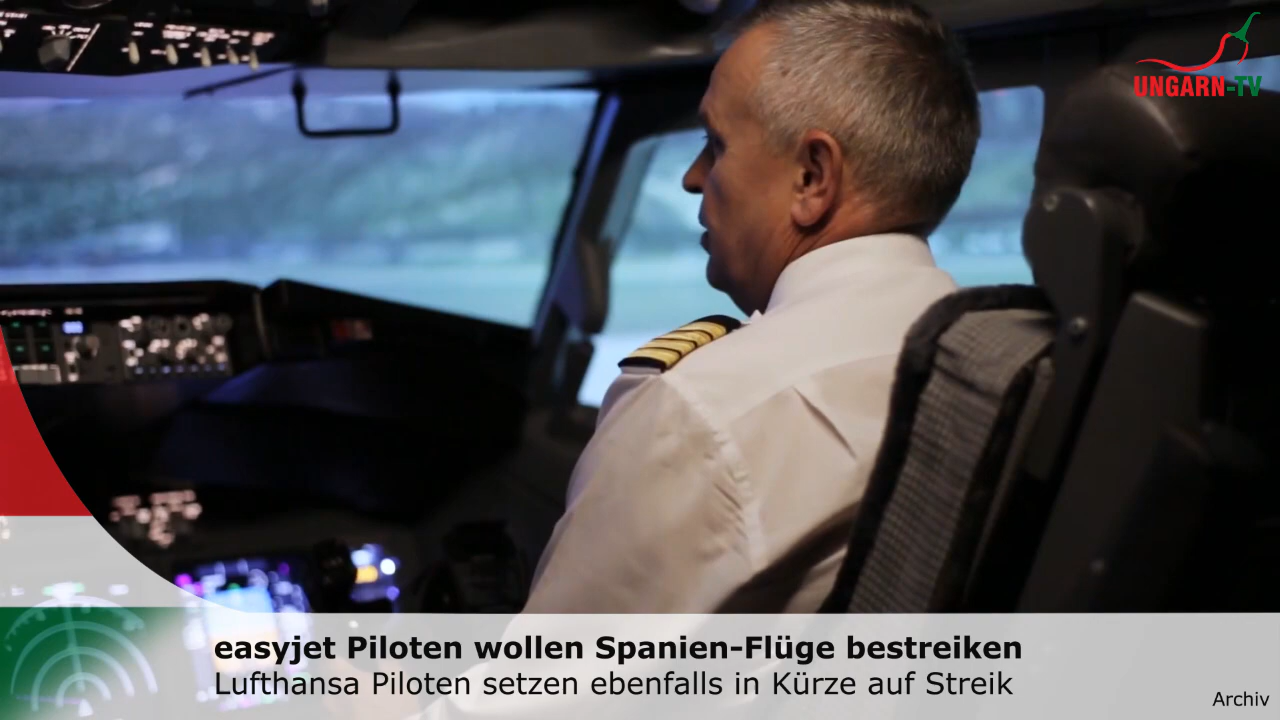 UNGARN-TV
easyjet Piloten wollen Spanien-Flüge bestreiken
Lufthansa Piloten setzen ebenfalls in Kürze auf Streik
Archiv